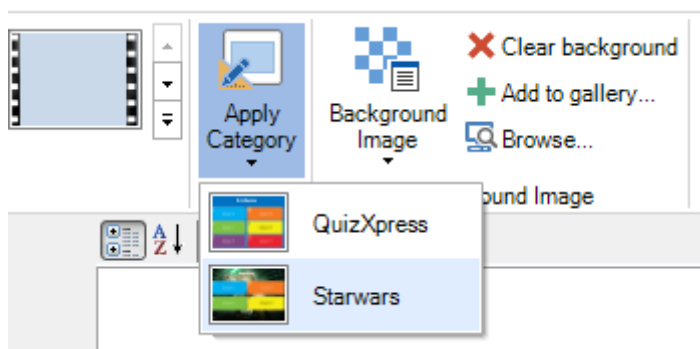 Clear background
Add to gallery...
Browse...
Apply
Category
Background
Image
ound Image
QuizXpress
Starwars
A
Z